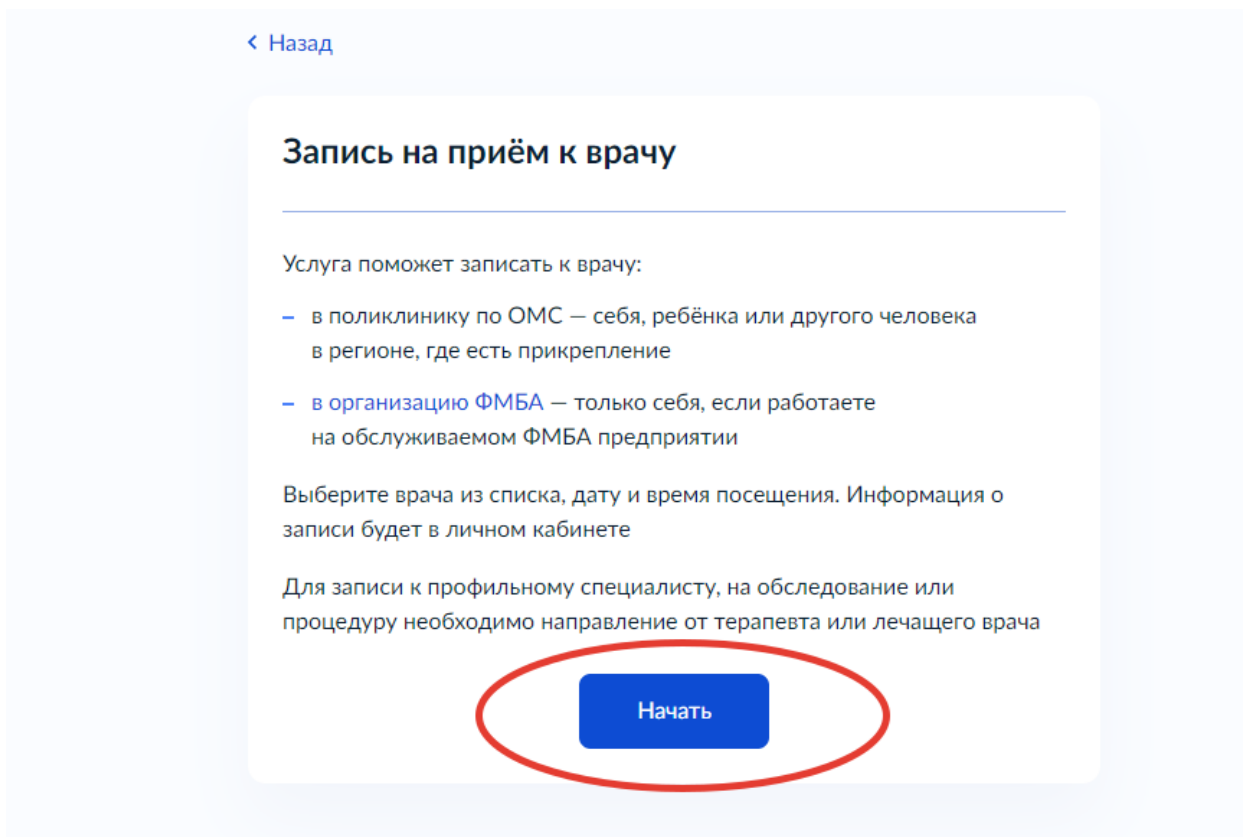 Назад
Запись на приём к врачу
Услуга поможет записать к врачу:
– в поликлинику по ОМС — себя, ребёнка или другого человека
в регионе, где есть прикрепление
– в организацию ФМБА — только себя, если работаете
на обслуживаемом ФМБА предприятии
Выберите врача из списка, дату и время посещения. Информация о
записи будет в личном кабинете
Для записи к профильному специалисту, на обследование или
процедуру необходимо направление от терапевта или лечащего врача
Начать